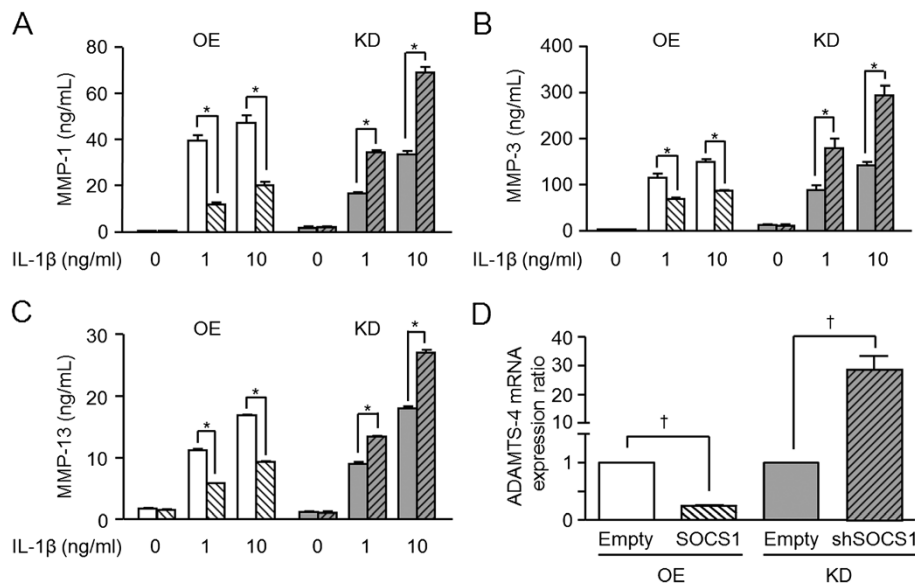 A
OE
KD
MMP-1 (ng/mL)
80
60
40
20
0
*
*
*
*
IL-1β (ng/ml)
0
1
10
0
1
10
B
OE
KD
MMP-3 (ng/mL)
400
300
200
100
0
*
*
*
*
IL-1β (ng/ml)
0
1
10
0
1
10
C
OE
KD
MMP-13 (ng/mL)
30
20
10
0
*
*
*
*
IL-1β (ng/ml)
0
1
10
0
1
10
D
ADAMTS-4 mRNA
expression ratio
40
30
20
10
1
0
†
†
Empty
SOCS1
Empty
shSOCS1
OE
KD